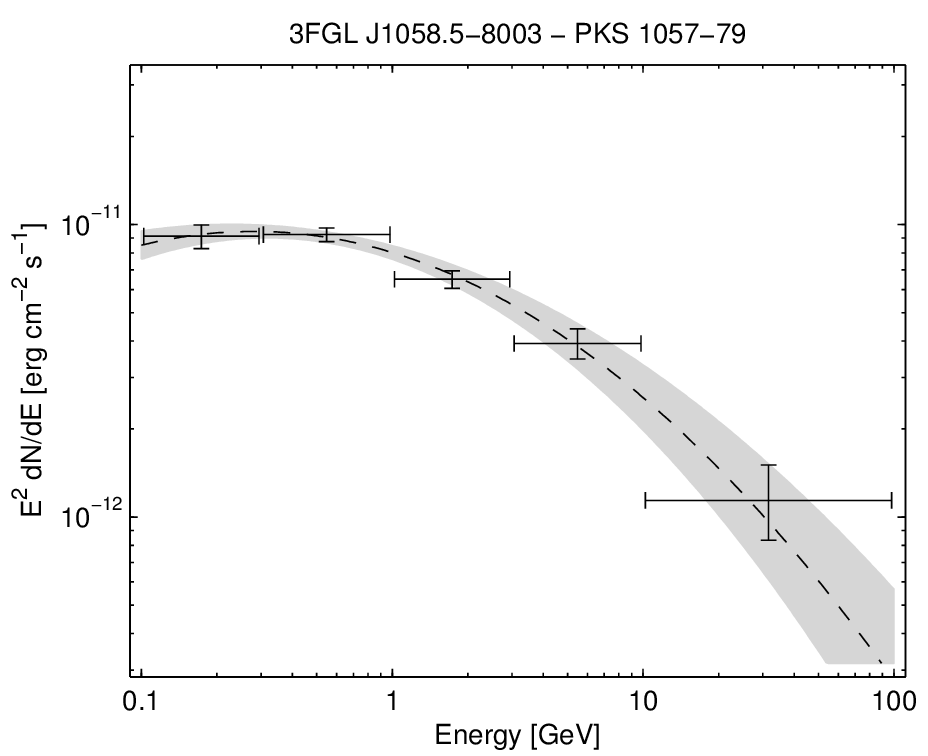 3FGL J1058.5−8003 − PKS 1057−79
E² dN/dE [erg cm⁻² s⁻¹]
10⁻¹¹
10⁻¹²
0.1 1 10 100
Energy [GeV]